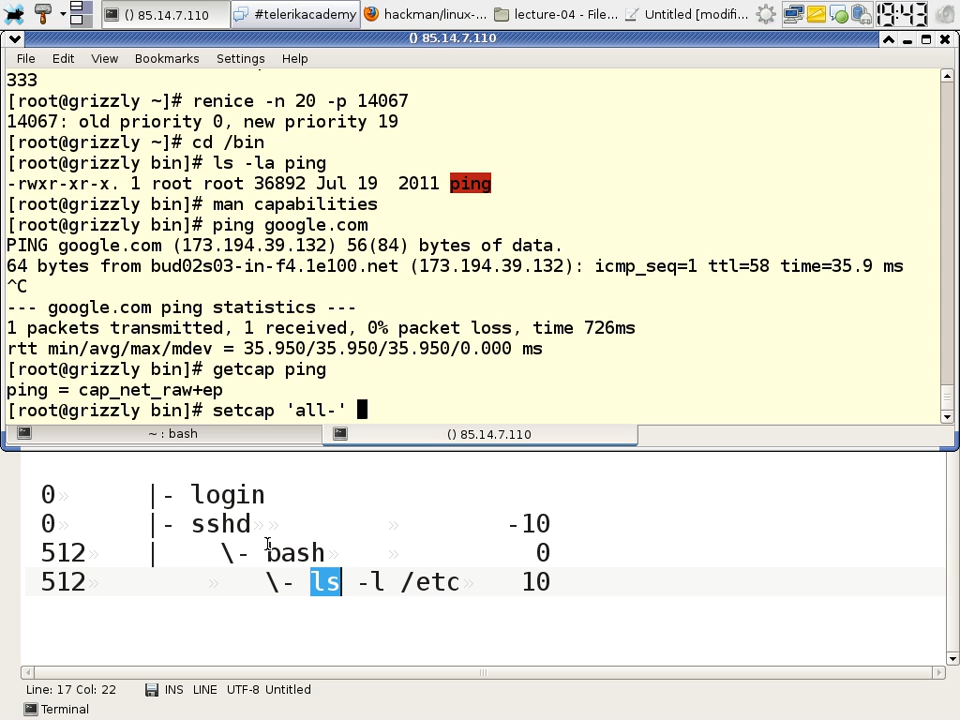 () 85.14.7.110
#telerikacademy
hackman/linux-...
lecture-04 - File...
Untitled [modifi...
19:43
() 85.14.7.110
File Edit View Bookmarks Settings Help
333
[root@grizzly ~]# renice -n 20 -p 14067
14067: old priority 0, new priority 19
[root@grizzly ~]# cd /bin
[root@grizzly bin]# ls -la ping
-rwxr-xr-x. 1 root root 36892 Jul 19  2011 ping
[root@grizzly bin]# man capabilities
[root@grizzly bin]# ping google.com
PING google.com (173.194.39.132) 56(84) bytes of data.
64 bytes from bud02s03-in-f4.1e100.net (173.194.39.132): icmp_seq=1 ttl=58 time=35.9 ms
^C
--- google.com ping statistics ---
1 packets transmitted, 1 received, 0% packet loss, time 726ms
rtt min/avg/max/mdev = 35.950/35.950/35.950/0.000 ms
[root@grizzly bin]# getcap ping
ping = cap_net_raw+ep
[root@grizzly bin]# setcap 'all-'
~ : bash
() 85.14.7.110
0» |- login
0» |- sshd»» » -10
512» | \- bash» » 0
512» » \- ls -l /etc» 10
Line: 17 Col: 22 INS LINE UTF-8 Untitled
Terminal